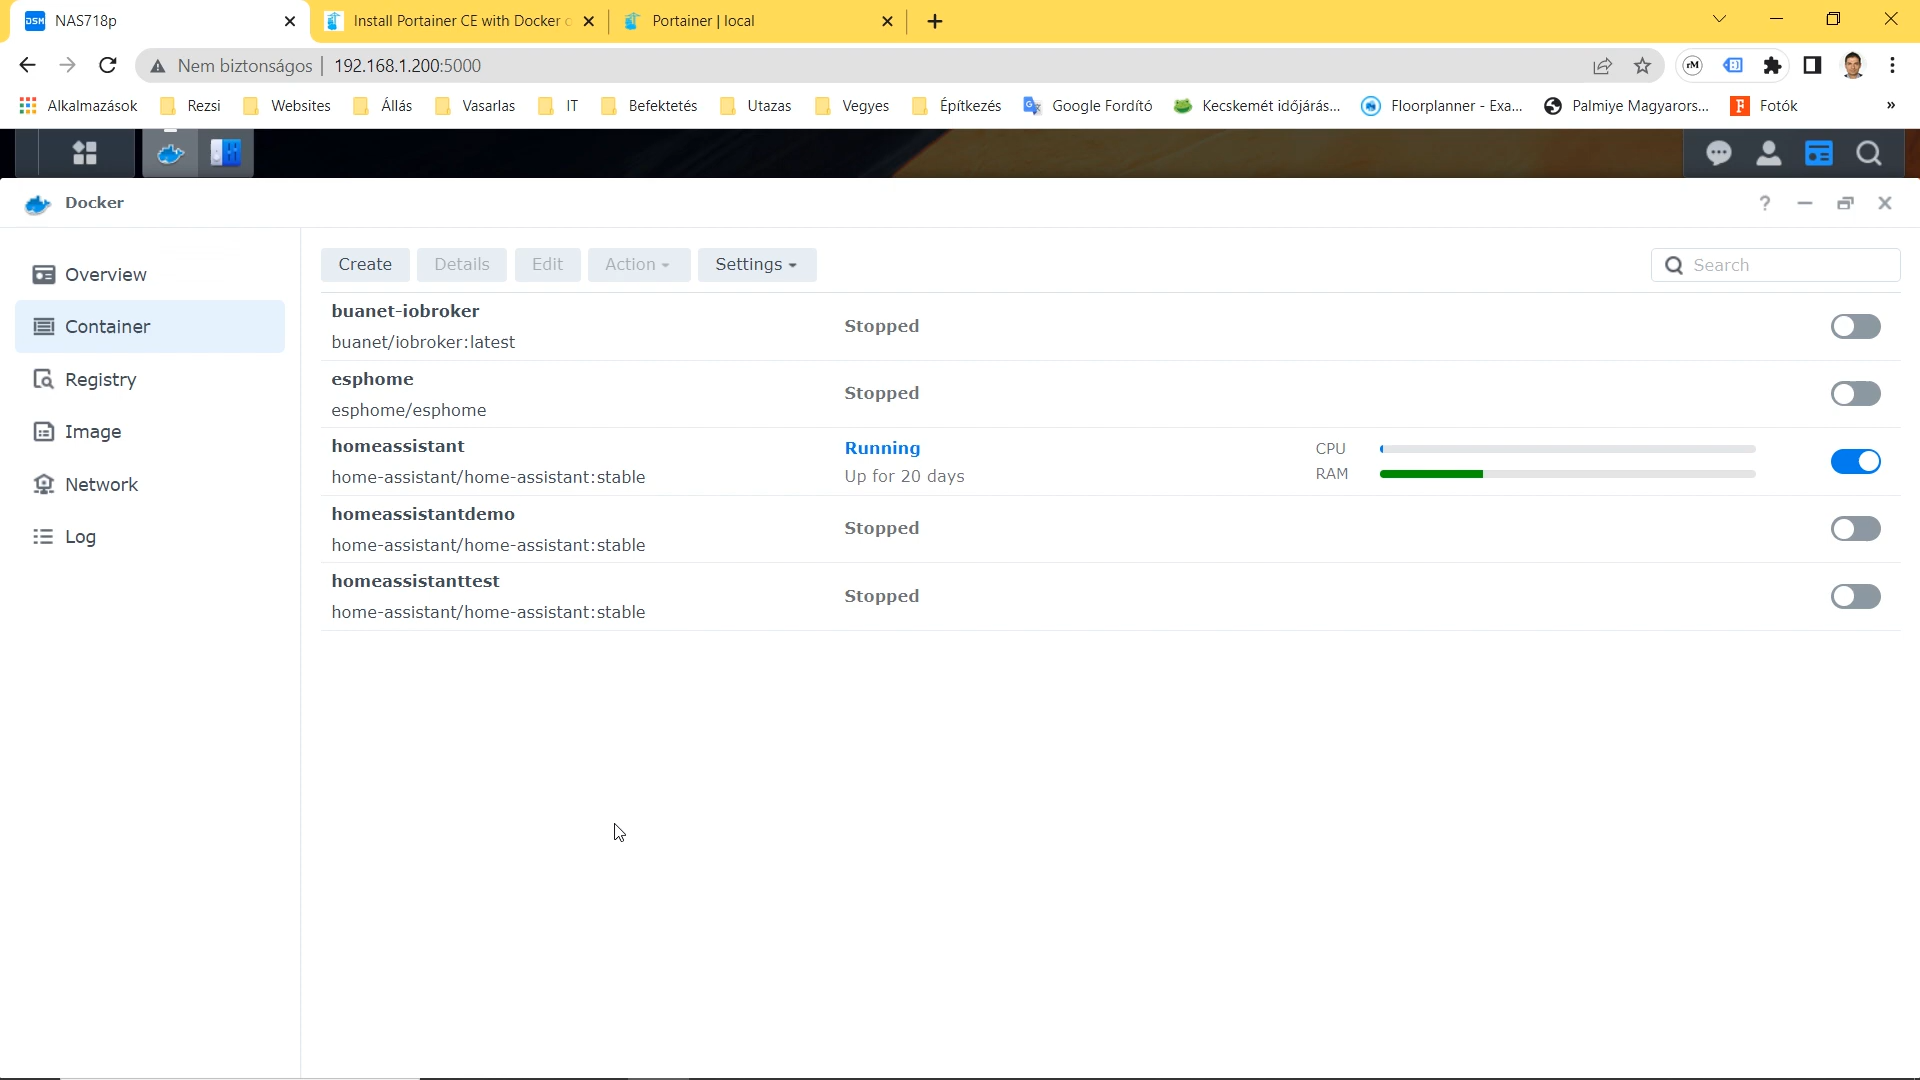 NAS718p
Install Portainer CE with Docker o
Portainer | local
Nem biztonságos
192.168.1.200:5000
Alkalmazások
Rezsi
Websites
Állás
Vasarlas
IT
Befektetés
Utazas
Vegyes
Építkezés
Google Fordító
Kecskemét időjárás...
Floorplanner - Exa...
Palmiye Magyarors...
Fotók
»
Docker
Overview
Container
Registry
Image
Network
Log
Create
Details
Edit
Action
Settings
Search
buanet-iobroker
buanet/iobroker:latest
Stopped
esphome
esphome/esphome
Stopped
homeassistant
home-assistant/home-assistant:stable
Running
Up for 20 days
CPU
RAM
homeassistantdemo
home-assistant/home-assistant:stable
Stopped
homeassistanttest
home-assistant/home-assistant:stable
Stopped